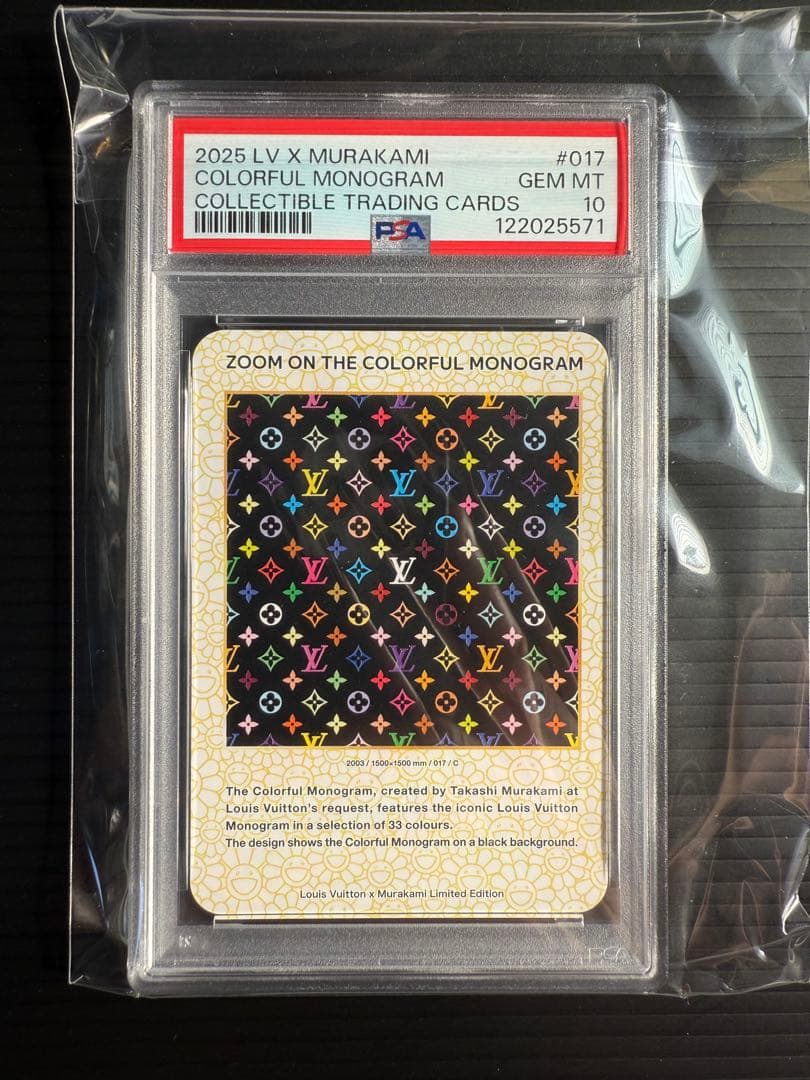 2025 LV X MURAKAMI #017
COLORFUL MONOGRAM GEM MT
COLLECTIBLE TRADING CARDS 10
PSA 122025571
ZOOM ON THE COLORFUL MONOGRAM
2003 / 1500×1500 mm / 017 / C
The Colorful Monogram, created by Takashi Murakami at
Louis Vuitton's request, features the iconic Louis Vuitton
Monogram in a selection of 33 colours.
The design shows the Colorful Monogram on a black background.
Louis Vuitton x Murakami Limited Edition
PSA